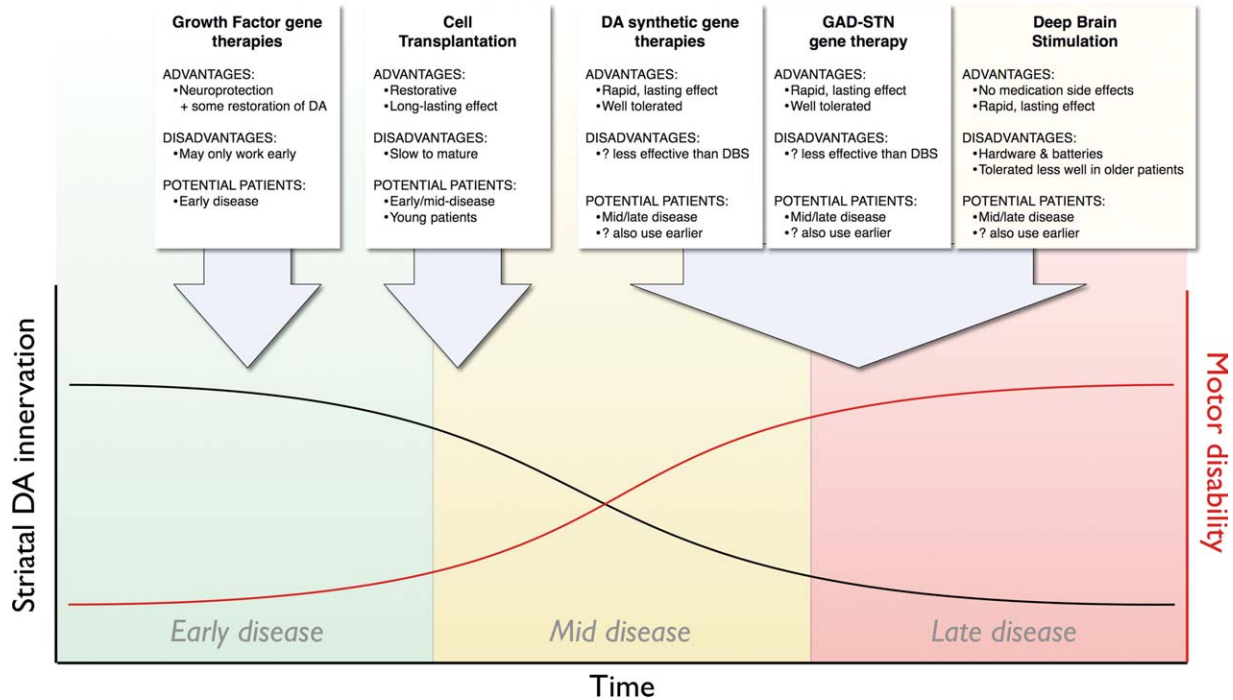 Growth Factor gene
therapies
ADVANTAGES:
•Neuroprotection
+ some restoration of DA
DISADVANTAGES:
•May only work early
POTENTIAL PATIENTS:
•Early disease
Cell
Transplantation
ADVANTAGES:
•Restorative
•Long-lasting effect
DISADVANTAGES:
•Slow to mature
POTENTIAL PATIENTS:
•Early/mid-disease
•Young patients
DA synthetic gene
therapies
ADVANTAGES:
•Rapid, lasting effect
•Well tolerated
DISADVANTAGES:
•? less effective than DBS
POTENTIAL PATIENTS:
•Mid/late disease
•? also use earlier
GAD-STN
gene therapy
ADVANTAGES:
•Rapid, lasting effect
•Well tolerated
DISADVANTAGES:
•? less effective than DBS
POTENTIAL PATIENTS:
•Mid/late disease
•? also use earlier
Deep Brain
Stimulation
ADVANTAGES:
•No medication side effects
•Rapid, lasting effect
DISADVANTAGES:
•Hardware & batteries
•Tolerated less well in older patients
POTENTIAL PATIENTS:
•Mid/late disease
•? also use earlier
Striatal DA innervation
Motor disability
Early disease
Mid disease
Late disease
Time